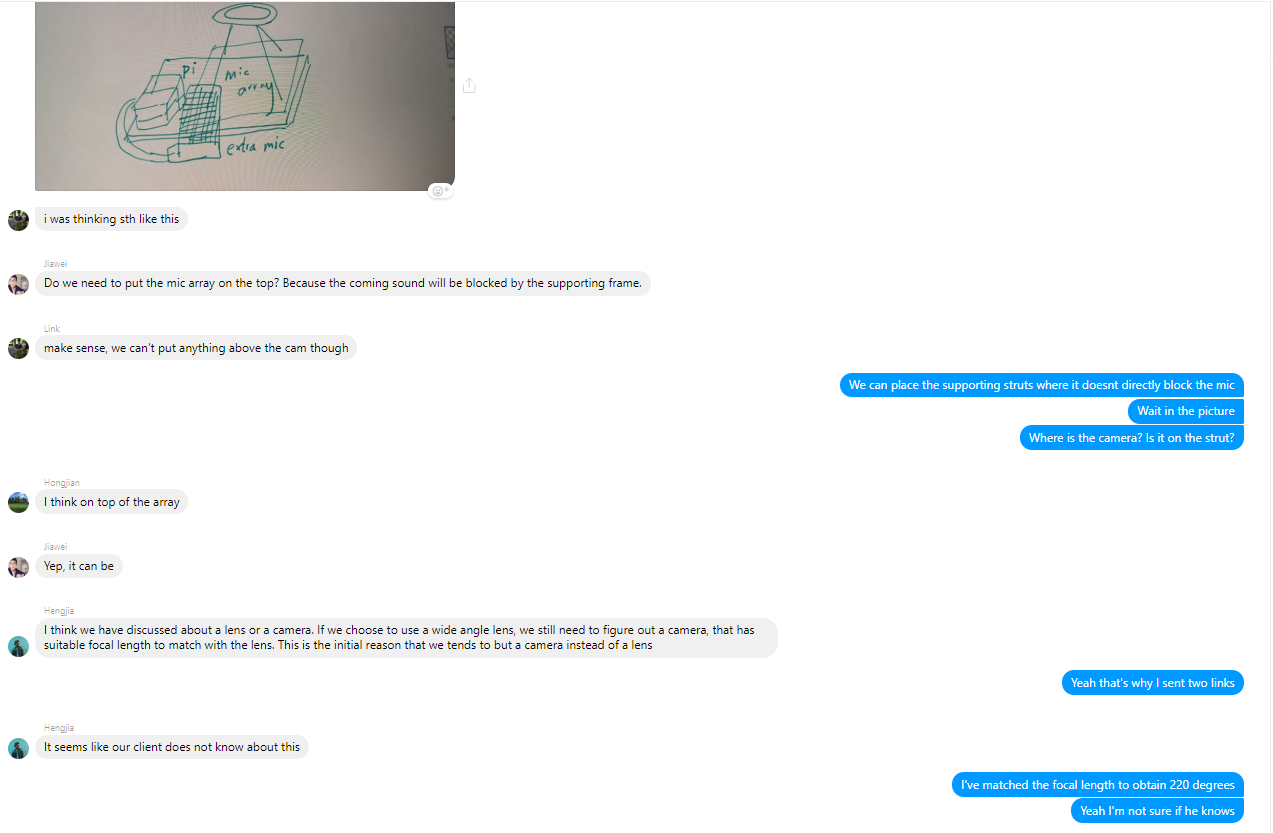 pi
mic
array
extra mic
i was thinking sth like this
Jiawei
Do we need to put the mic array on the top? Because the coming sound will be blocked by the supporting frame.
Link
make sense, we can't put anything above the cam though
We can place the supporting struts where it doesnt directly block the mic
Wait in the picture
Where is the camera? Is it on the strut?
Hongjian
I think on top of the array
Jiawei
Yep, it can be
Hengjia
I think we have discussed about a lens or a camera. If we choose to use a wide angle lens, we still need to figure out a camera, that has
suitable focal length to match with the lens. This is the initial reason that we tends to but a camera instead of a lens
Yeah that's why I sent two links
Hengjia
It seems like our client does not know about this
I've matched the focal length to obtain 220 degrees
Yeah I'm not sure if he knows